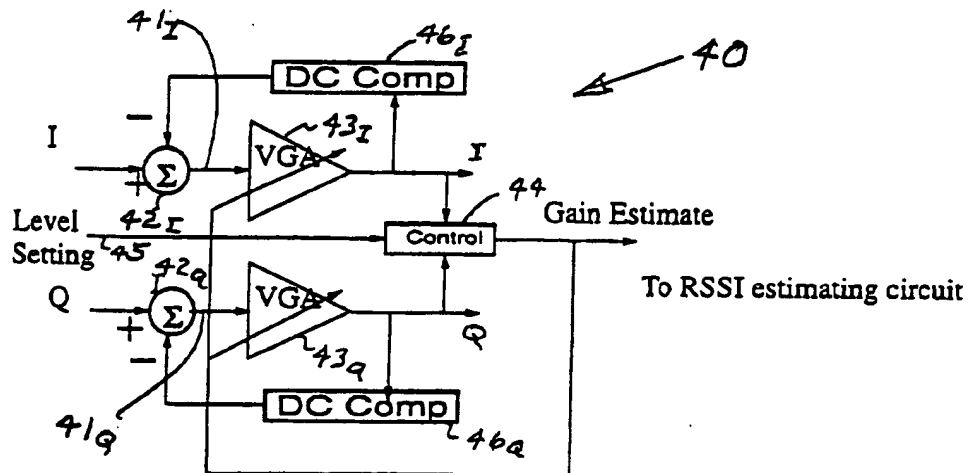 41I
46I
DC Comp
40
43I
VGA
I
I
Σ
+
−
42I
44
Gain Estimate
Level
Setting
45
Control
42Q
To RSSI estimating circuit
Q
VGA
Σ
+
−
Q
43Q
DC Comp
41Q
46Q